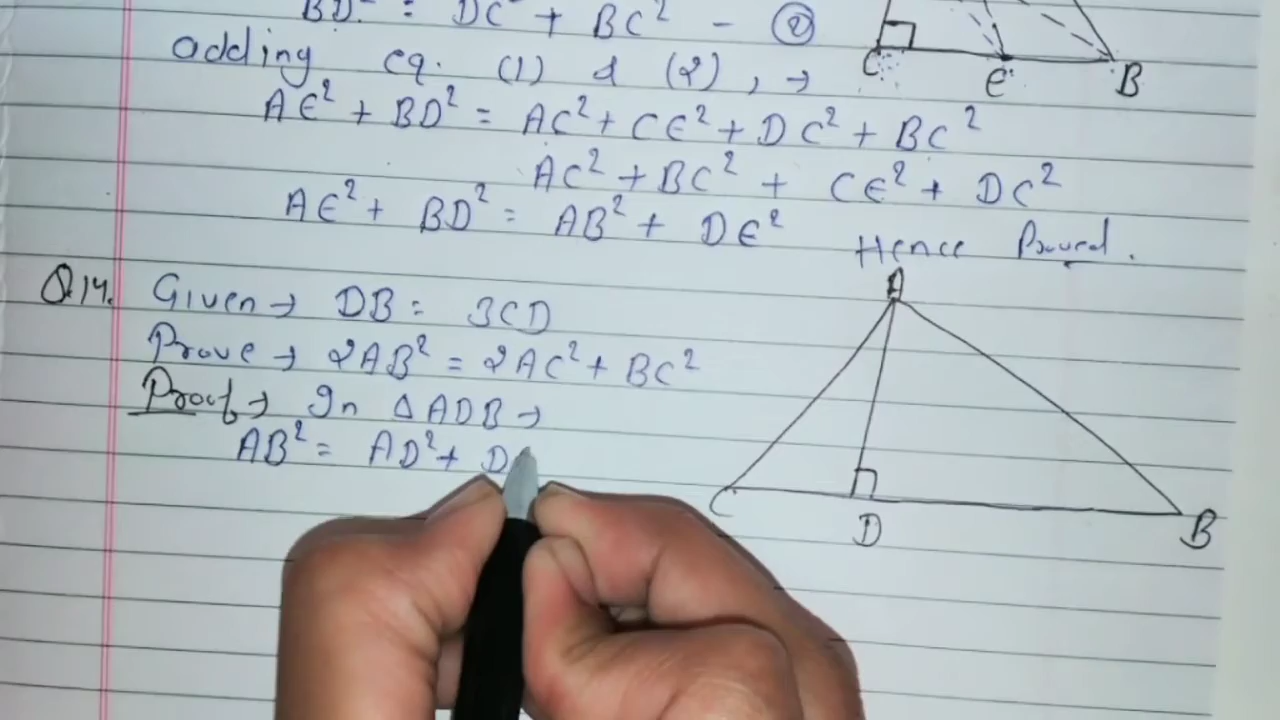 BD² = DC² + BC² - ②
adding eq. (1) & (2), →
AE² + BD² = AC² + CE² + DC² + BC²
AC² + BC² + CE² + DC²
AE² + BD² = AB² + DE²
Hence Proved.
Q.14. Given → DB = 3CD
Prove → 2AB² = 2AC² + BC²
Proof → In △ADB →
AB² = AD² + D
C E B
A
C D B